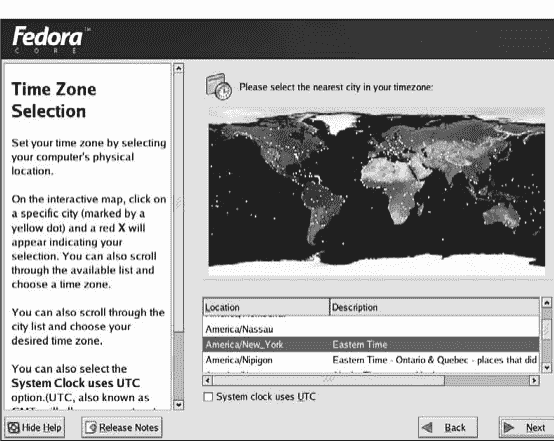 Fedora™
CORE
Time Zone
Selection
Set your time zone by selecting
your computer's physical
location.
On the interactive map, click on
a specific city (marked by a
yellow dot) and a red X will
appear indicating your
selection. You can also scroll
through the available list and
choose a time zone.
You can also scroll through the
city list and choose your
desired time zone.
You can also select the
System Clock uses UTC
option.(UTC, also known as
Please select the nearest city in your timezone:
Location Description
America/Nassau
America/New_York Eastern Time
America/Nipigon Eastern Time - Ontario & Quebec - places that did
System clock uses UTC
Hide Help Release Notes Back Next